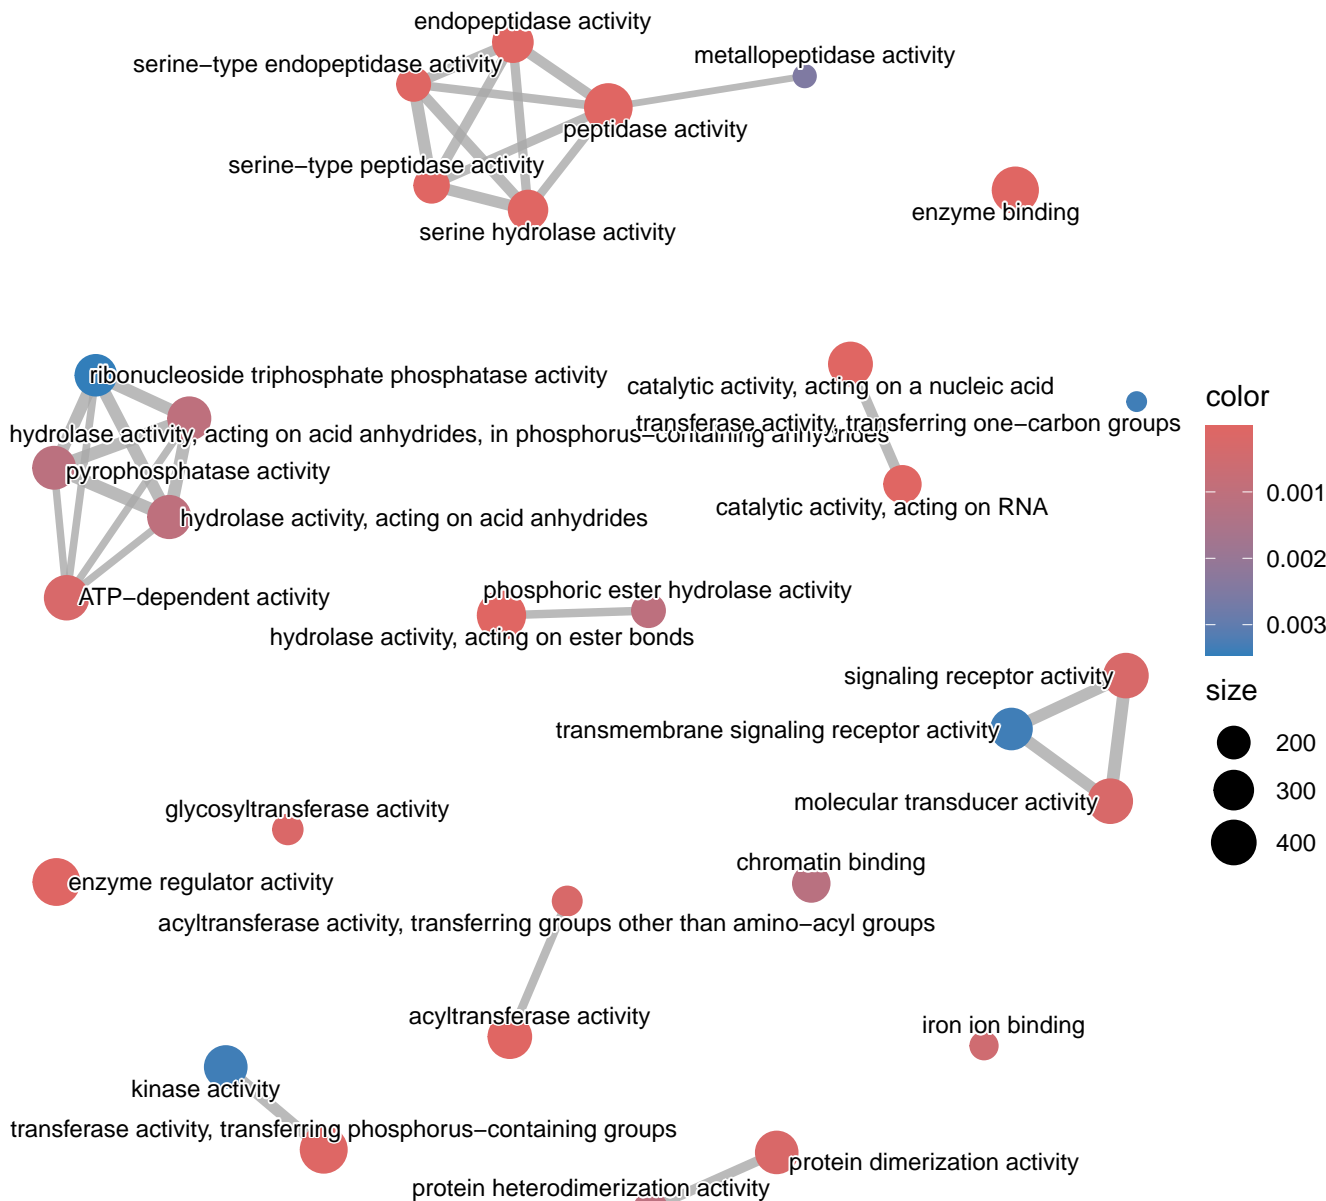 endopeptidase activity
metallopeptidase activity
serine−type endopeptidase activity
peptidase activity
serine−type peptidase activity
enzyme binding
serine hydrolase activity
ribonucleoside triphosphate phosphatase activity
catalytic activity, acting on a nucleic acid
transferase activity, transferring one−carbon groups
hydrolase activity, acting on acid anhydrides, in phosphorus−containing anhydrides
pyrophosphatase activity
catalytic activity, acting on RNA
hydrolase activity, acting on acid anhydrides
phosphoric ester hydrolase activity
ATP−dependent activity
hydrolase activity, acting on ester bonds
signaling receptor activity
transmembrane signaling receptor activity
molecular transducer activity
glycosyltransferase activity
chromatin binding
enzyme regulator activity
acyltransferase activity, transferring groups other than amino−acyl groups
acyltransferase activity
iron ion binding
kinase activity
transferase activity, transferring phosphorus−containing groups
protein dimerization activity
protein heterodimerization activity
color
0.001
0.002
0.003
size
200
300
400